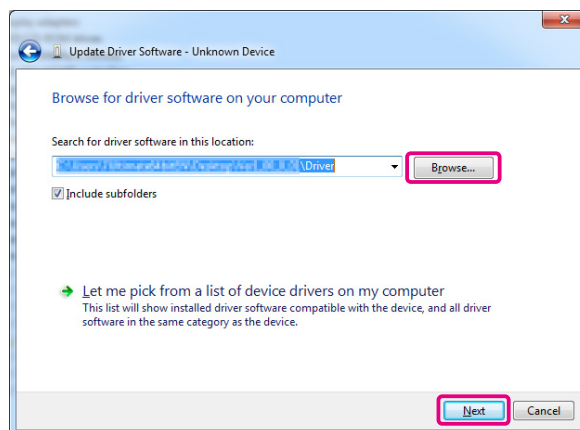 Update Driver Software - Unknown Device
Browse for driver software on your computer
Search for driver software in this location:
\Driver
Browse...
Include subfolders
Let me pick from a list of device drivers on my computer
This list will show installed driver software compatible with the device, and all driver
software in the same category as the device.
Next
Cancel